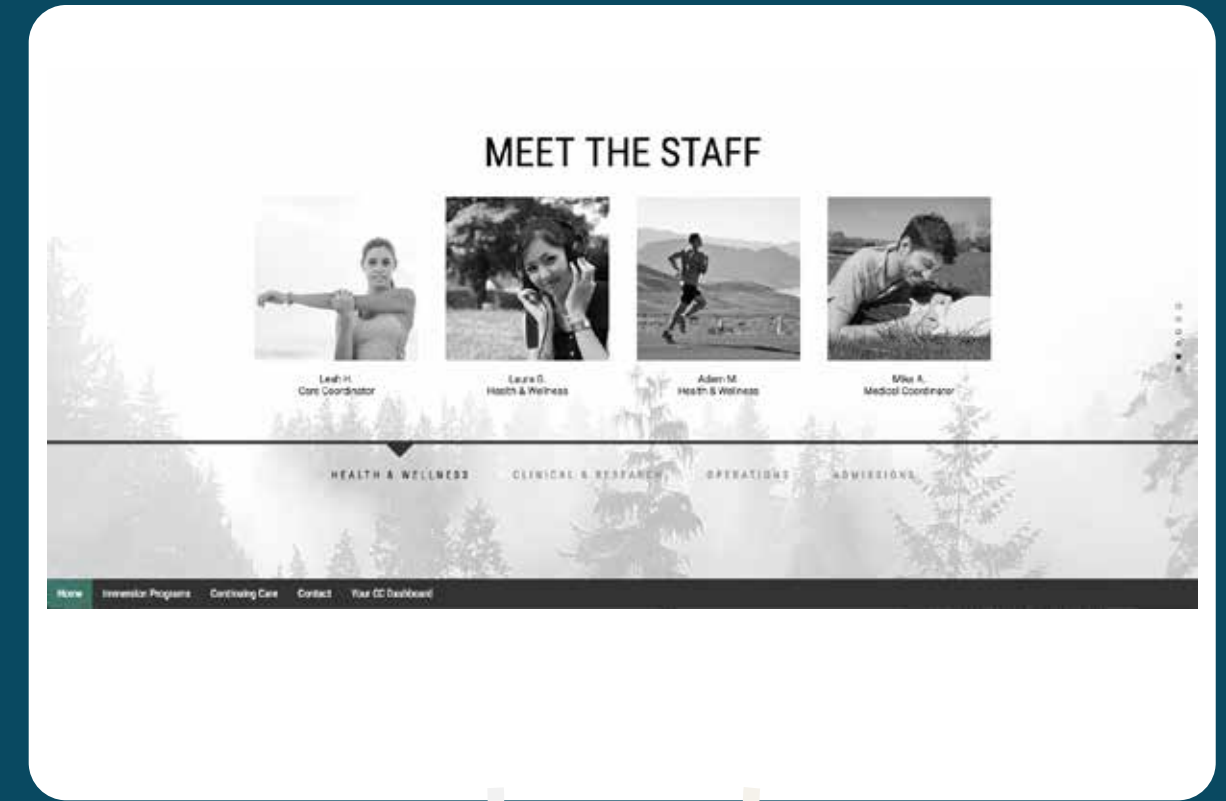 MEET THE STAFF
Leah H.
Care Coordinator
Laura G.
Health & Wellness
Adam M.
Health & Wellness
Mike A.
Medical Coordinator
HEALTH & WELLNESS
CLINICAL & RESEARCH
OPERATIONS
ADMISSIONS
Home
Immersion Programs
Continuing Care
Contact
Your CC Dashboard